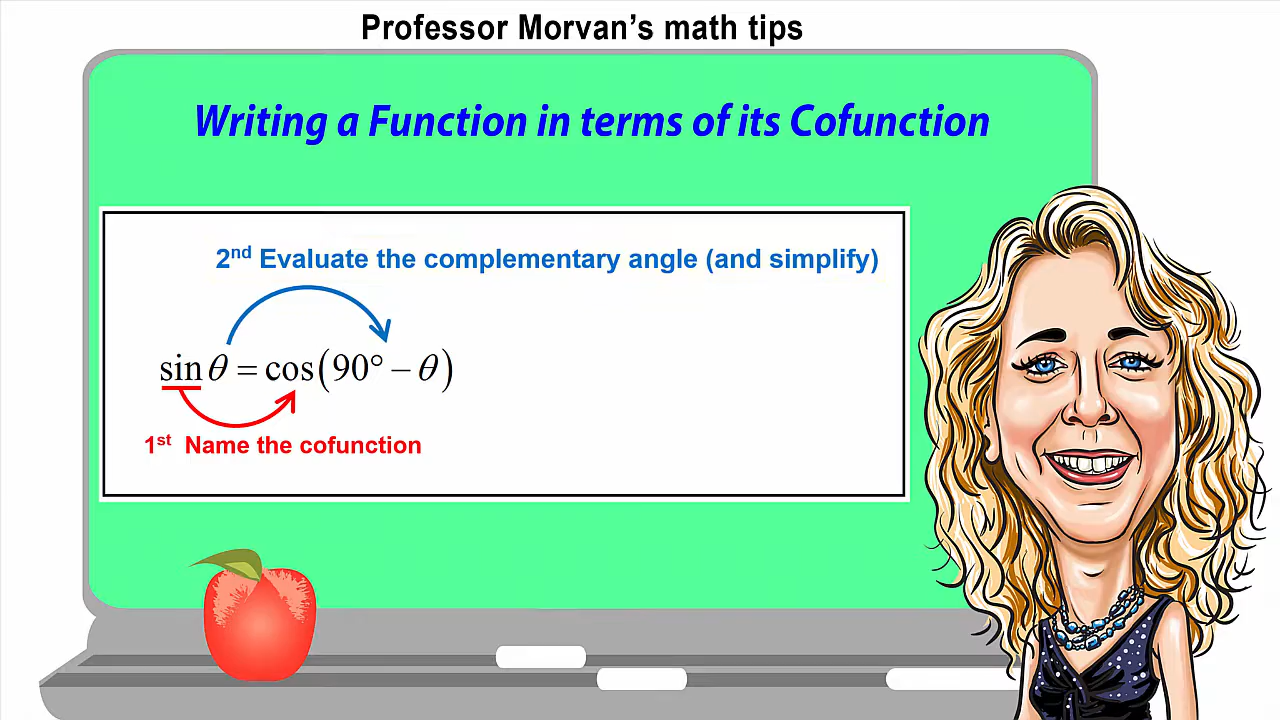 Professor Morvan’s math tips
Writing a Function in terms of its Cofunction
2nd Evaluate the complementary angle (and simplify)
sin θ = cos(90° − θ)
1st Name the cofunction